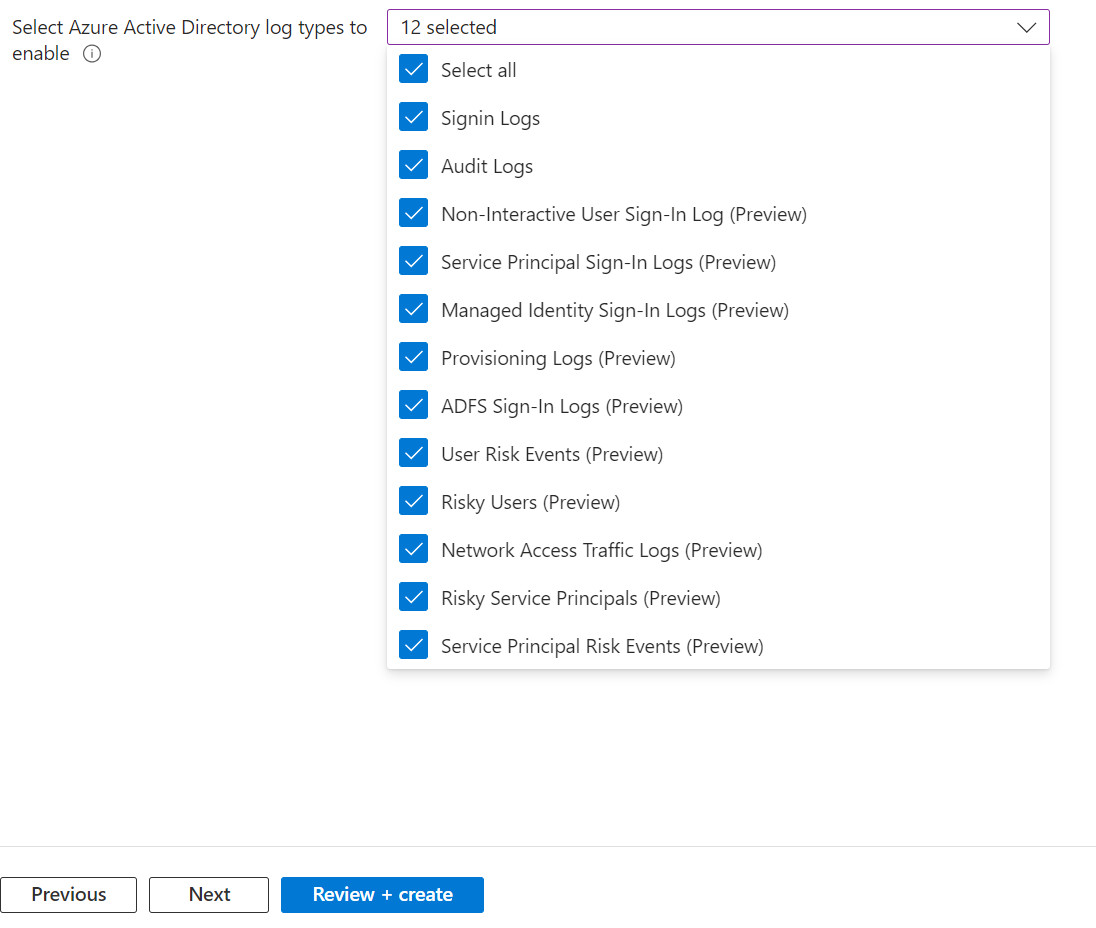 Select Azure Active Directory log types to
enable
12 selected
Select all
Signin Logs
Audit Logs
Non-Interactive User Sign-In Log (Preview)
Service Principal Sign-In Logs (Preview)
Managed Identity Sign-In Logs (Preview)
Provisioning Logs (Preview)
ADFS Sign-In Logs (Preview)
User Risk Events (Preview)
Risky Users (Preview)
Network Access Traffic Logs (Preview)
Risky Service Principals (Preview)
Service Principal Risk Events (Preview)
Previous
Next
Review + create